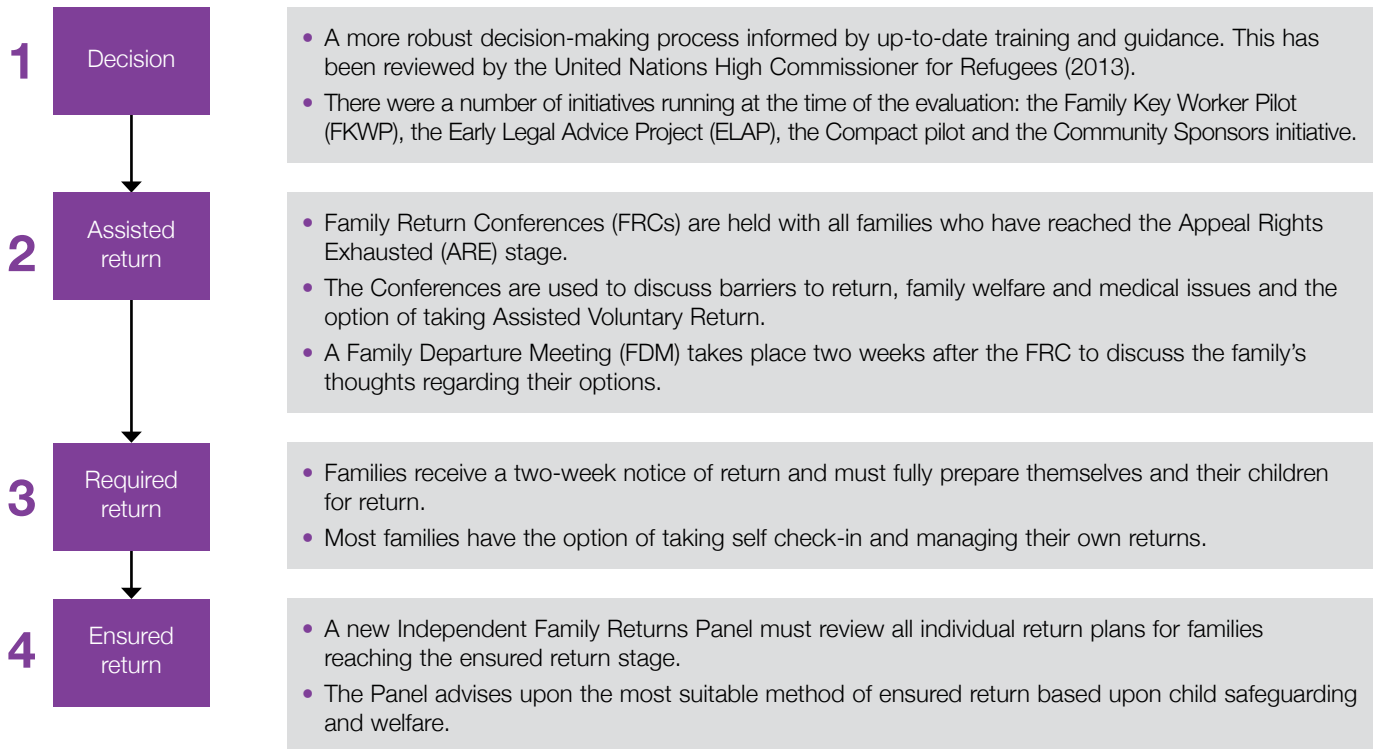 1
Decision
• A more robust decision-making process informed by up-to-date training and guidance. This has
been reviewed by the United Nations High Commissioner for Refugees (2013).
• There were a number of initiatives running at the time of the evaluation: the Family Key Worker Pilot
(FKWP), the Early Legal Advice Project (ELAP), the Compact pilot and the Community Sponsors initiative.
2
Assisted
return
• Family Return Conferences (FRCs) are held with all families who have reached the Appeal Rights
Exhausted (ARE) stage.
• The Conferences are used to discuss barriers to return, family welfare and medical issues and the
option of taking Assisted Voluntary Return.
• A Family Departure Meeting (FDM) takes place two weeks after the FRC to discuss the family's
thoughts regarding their options.
3
Required
return
• Families receive a two-week notice of return and must fully prepare themselves and their children
for return.
• Most families have the option of taking self check-in and managing their own returns.
4
Ensured
return
• A new Independent Family Returns Panel must review all individual return plans for families
reaching the ensured return stage.
• The Panel advises upon the most suitable method of ensured return based upon child safeguarding
and welfare.